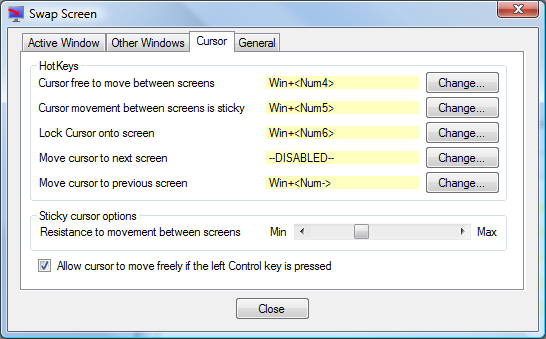 Swap Screen
Active Window Other Windows Cursor General
HotKeys
Cursor free to move between screens Win+<Num4> Change...
Cursor movement between screens is sticky Win+<Num5> Change...
Lock Cursor onto screen Win+<Num6> Change...
Move cursor to next screen --DISABLED-- Change...
Move cursor to previous screen Win+<Num-> Change...
Sticky cursor options
Resistance to movement between screens Min Max
Allow cursor to move freely if the left Control key is pressed
Close